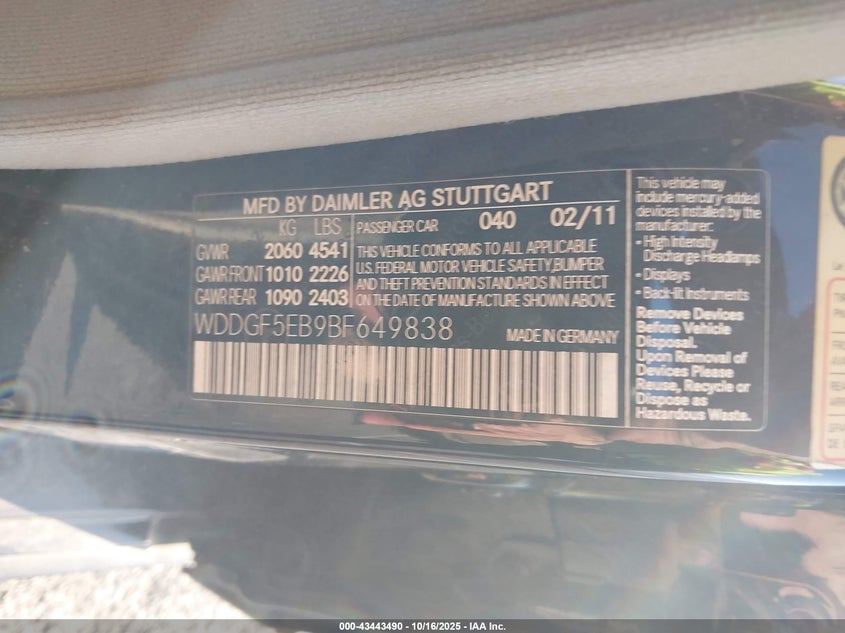 MFD BY DAIMLER AG STUTTGART
KG LBS
GVWR 2060 4541
GAWR FRONT 1010 2226
GAWR REAR 1090 2403
PASSENGER CAR 040 02/11
THIS VEHICLE CONFORMS TO ALL APPLICABLE
U.S. FEDERAL MOTOR VEHICLE SAFETY, BUMPER
AND THEFT PREVENTION STANDARDS IN EFFECT
ON THE DATE OF MANUFACTURE SHOWN ABOVE
WDDGF5EB9BF649838
MADE IN GERMANY
This vehicle may
include mercury-added
devices installed by the
manufacturer:
- High Intensity
Discharge Headlamps
- Displays
- Back-lit Instruments
Remove Devices
Before Vehicle
Disposal.
Upon Removal of
Devices Please
Reuse, Recycle or
Dispose as
Hazardous Waste.
000-43443490 - 10/16/2025 - IAA Inc.